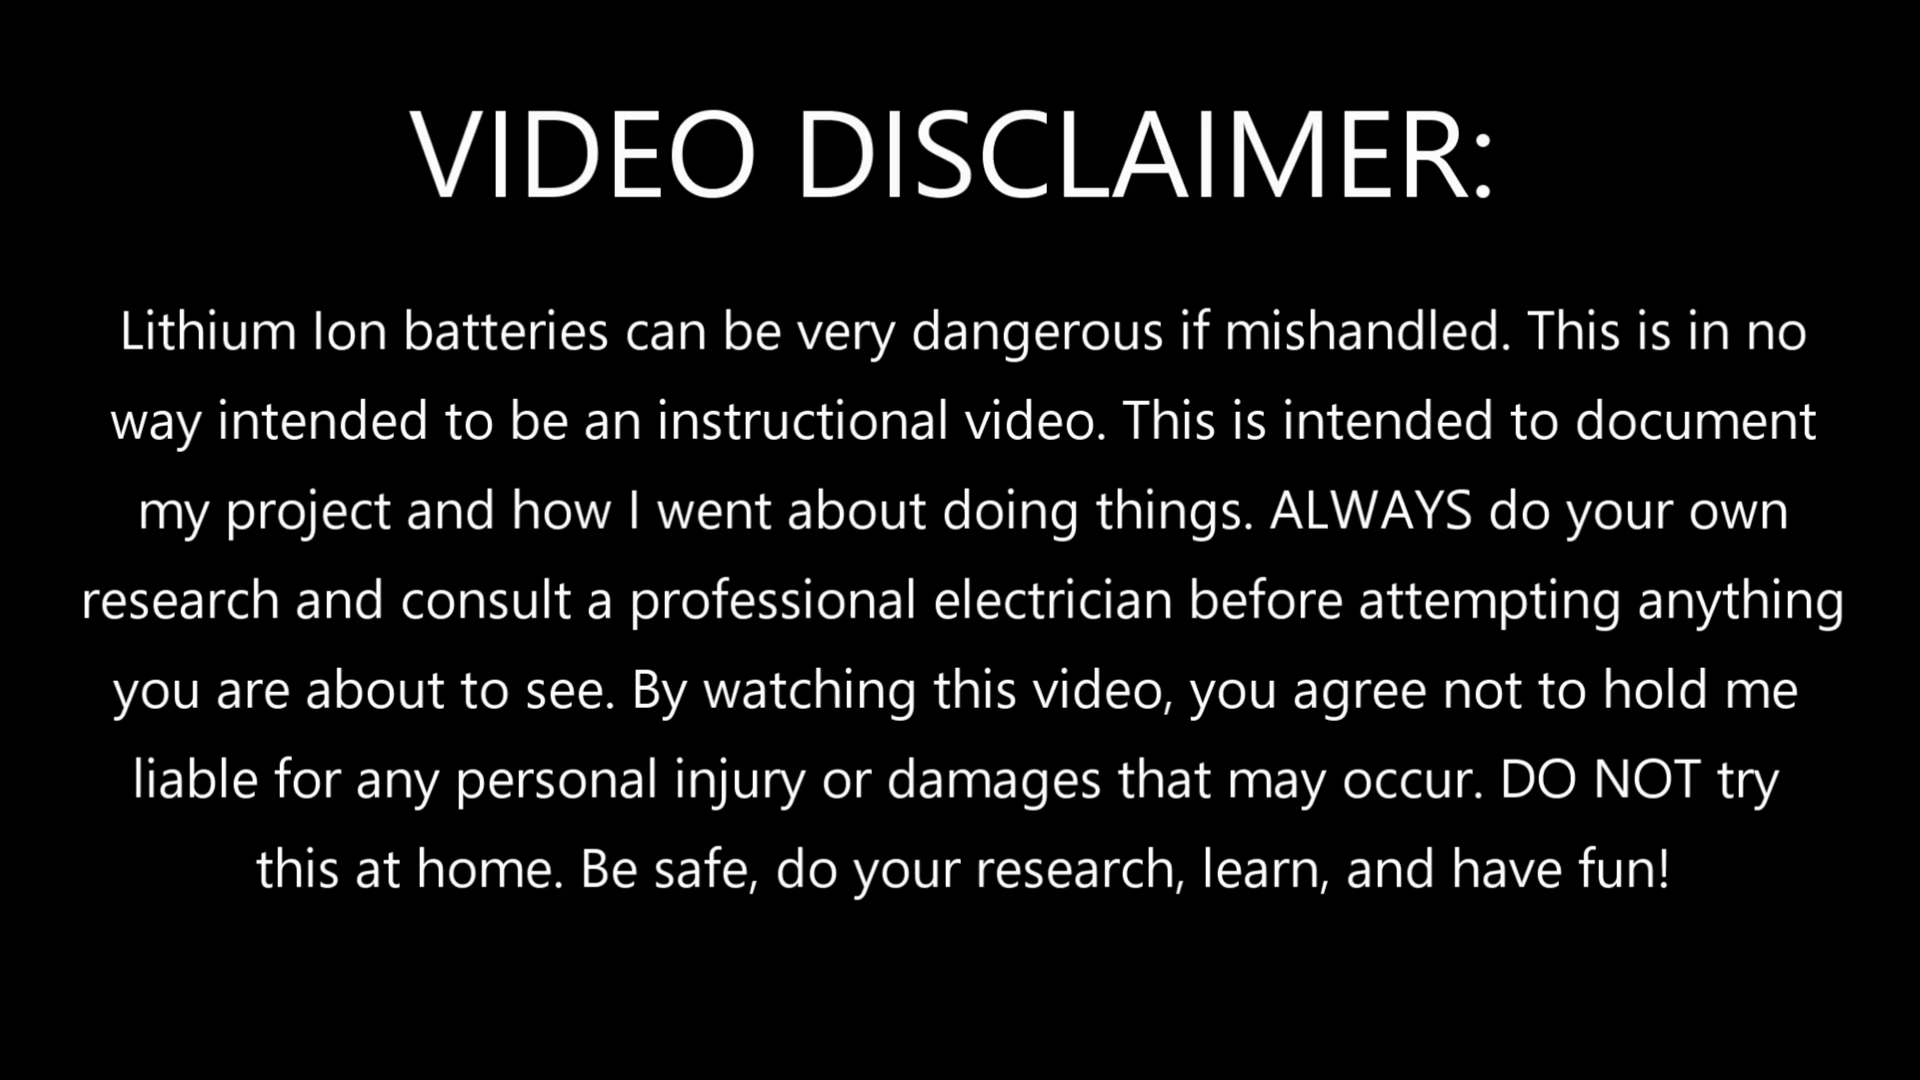 VIDEO DISCLAIMER:
Lithium Ion batteries can be very dangerous if mishandled. This is in no
way intended to be an instructional video. This is intended to document
my project and how I went about doing things. ALWAYS do your own
research and consult a professional electrician before attempting anything
you are about to see. By watching this video, you agree not to hold me
liable for any personal injury or damages that may occur. DO NOT try
this at home. Be safe, do your research, learn, and have fun!